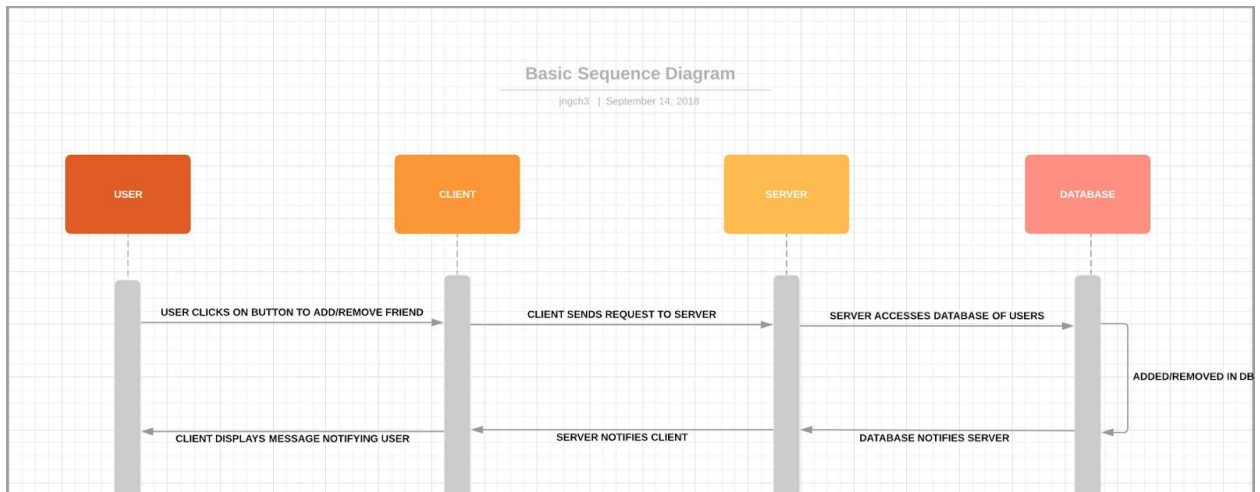 Basic Sequence Diagram
jngch3 | September 14, 2018
USER
CLIENT
SERVER
DATABASE
USER CLICKS ON BUTTON TO ADD/REMOVE FRIEND
CLIENT SENDS REQUEST TO SERVER
SERVER ACCESSES DATABASE OF USERS
ADDED/REMOVED IN DB
CLIENT DISPLAYS MESSAGE NOTIFYING USER
SERVER NOTIFIES CLIENT
DATABASE NOTIFIES SERVER